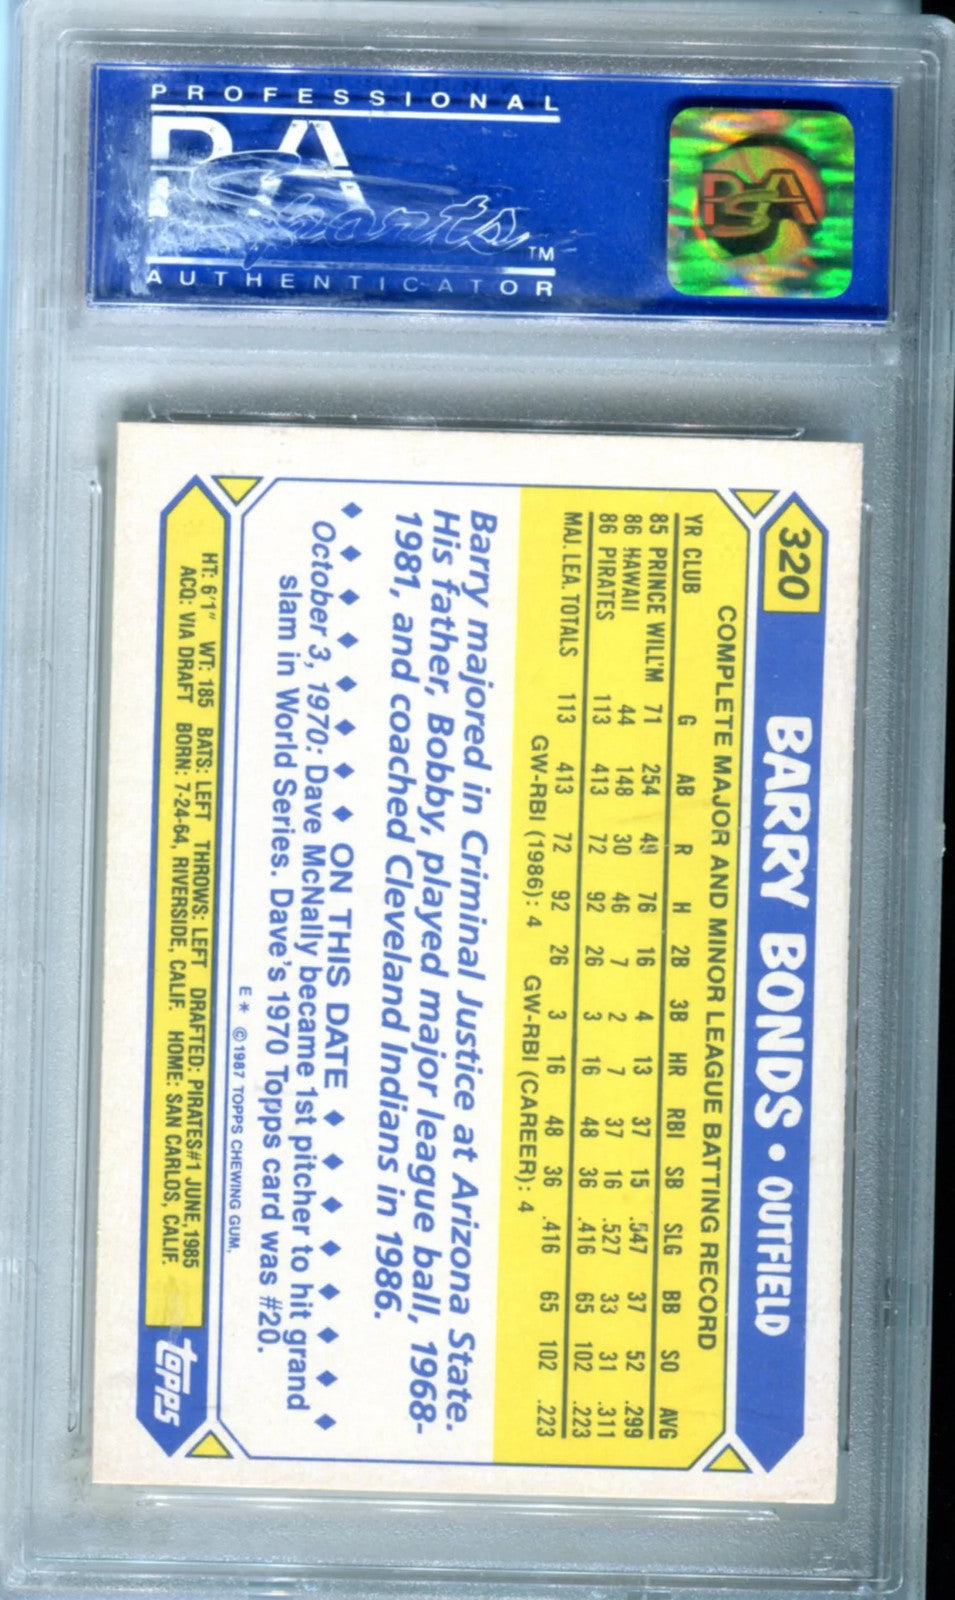 PROFESSIONAL
PSA
Sports
TM
AUTHENTICATOR
PSA
320
BARRY BONDS • OUTFIELD
COMPLETE MAJOR AND MINOR LEAGUE BATTING RECORD
YR CLUB G AB R H 2B 3B HR RBI SB SLG BB SO AVG
85 PRINCE WILL'M 71 254 49 76 16 4 13 37 15 .547 37 52 .299
86 HAWAII 44 148 30 46 7 2 7 37 16 .527 33 31 .311
86 PIRATES 113 413 72 92 26 3 16 48 36 .416 65 102 .223
MAJ. LEA. TOTALS 113 413 72 92 26 3 16 48 36 .416 65 102 .223
GW-RBI (1986): 4 GW-RBI (CAREER): 4
Barry majored in Criminal Justice at Arizona State.
His father, Bobby, played major league ball, 1968-
1981, and coached Cleveland Indians in 1986.
♦ ♦ ♦ ♦ ♦ ♦ ♦ ♦ ON THIS DATE ♦ ♦ ♦ ♦ ♦ ♦ ♦ ♦
October 3, 1970: Dave McNally became 1st pitcher to hit grand
slam in World Series. Dave's 1970 Topps card was #20.
E* ©1987 TOPPS CHEWING GUM,
HT: 6'1" WT: 185 BATS: LEFT THROWS: LEFT DRAFTED: PIRATES#1 JUNE, 1985
ACQ: VIA DRAFT BORN: 7-24-64, RIVERSIDE, CALIF. HOME: SAN CARLOS, CALIF.
topps